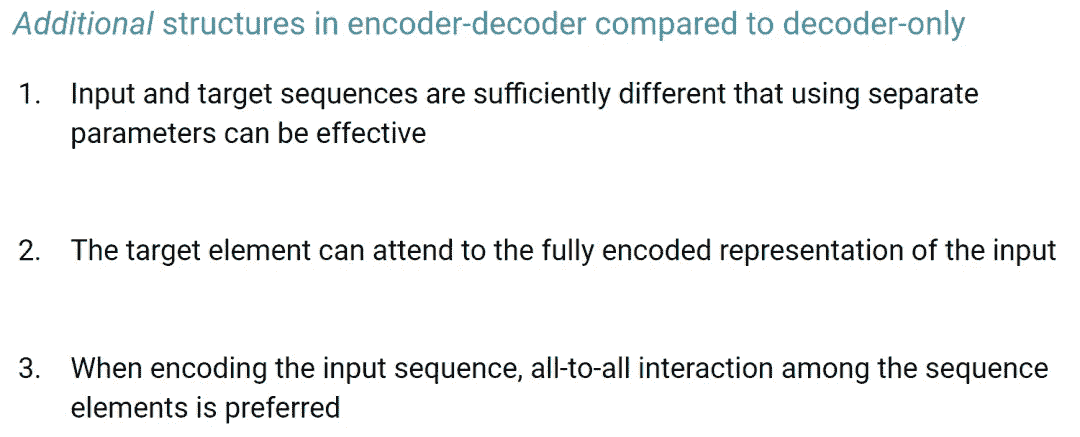 Additional structures in encoder-decoder compared to decoder-only
1. Input and target sequences are sufficiently different that using separate
parameters can be effective
2. The target element can attend to the fully encoded representation of the input
3. When encoding the input sequence, all-to-all interaction among the sequence
elements is preferred